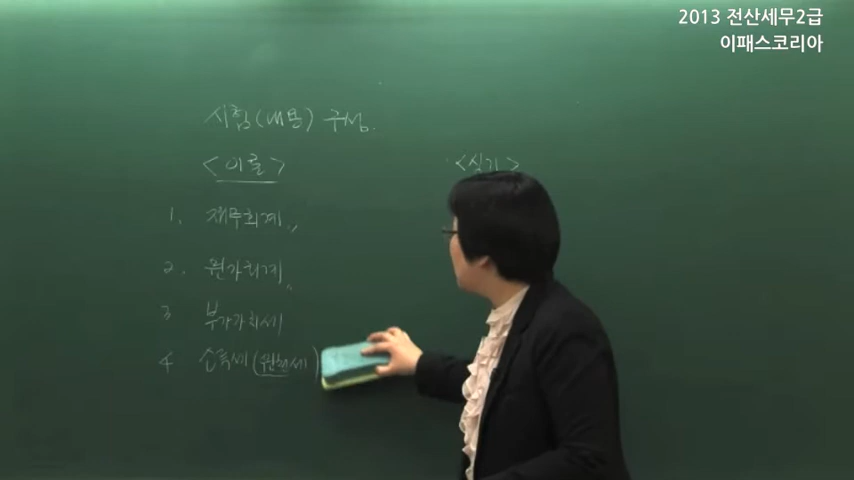 2013 전산세무2급
이패스코리아
시험(내용) 구성.
<이론>
<실기>
1. 재무회계
2. 원가회계
3 부가가치세
4 소득세(원천세)